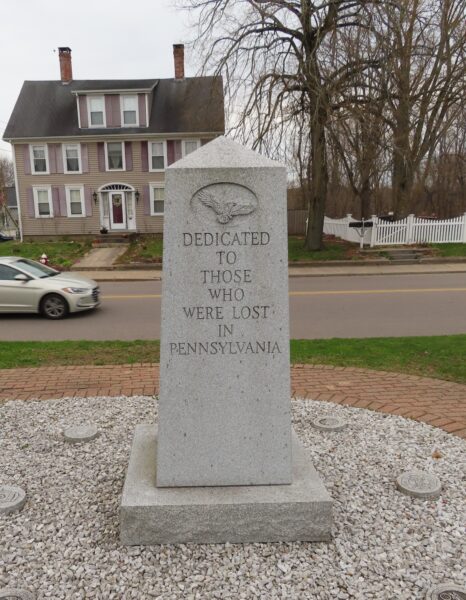 DEDICATED
TO
THOSE
WHO
WERE LOST
IN
PENNSYLVANIA